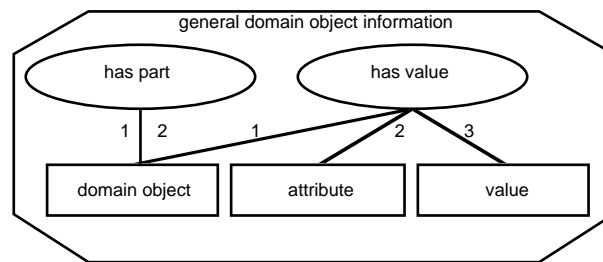 general domain object information
has part
has value
1
2
1
2
3
domain object
attribute
value